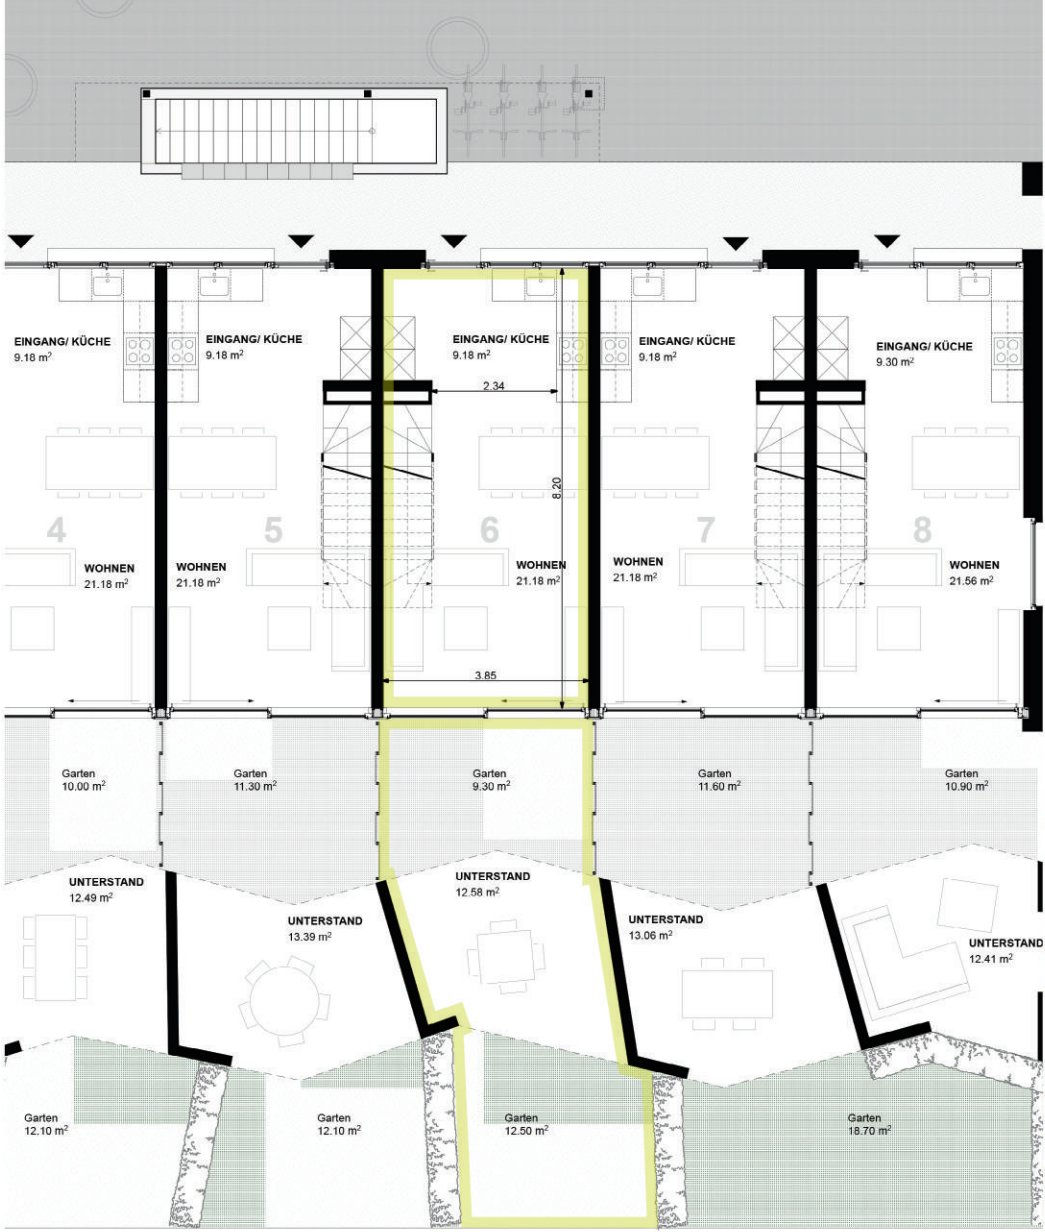 EINGANG/ KÜCHE
9.18 m²
EINGANG/ KÜCHE
9.18 m²
EINGANG/ KÜCHE
9.18 m²
EINGANG/ KÜCHE
9.18 m²
EINGANG/ KÜCHE
9.30 m²
2.34
8.20
4
5
6
7
8
WOHNEN
21.18 m²
WOHNEN
21.18 m²
WOHNEN
21.18 m²
WOHNEN
21.18 m²
WOHNEN
21.56 m²
3.85
Garten
10.00 m²
Garten
11.30 m²
Garten
9.30 m²
Garten
11.60 m²
Garten
10.90 m²
UNTERSTAND
12.49 m²
UNTERSTAND
13.39 m²
UNTERSTAND
12.58 m²
UNTERSTAND
13.06 m²
UNTERSTAND
12.41 m²
Garten
12.10 m²
Garten
12.10 m²
Garten
12.50 m²
Garten
18.70 m²